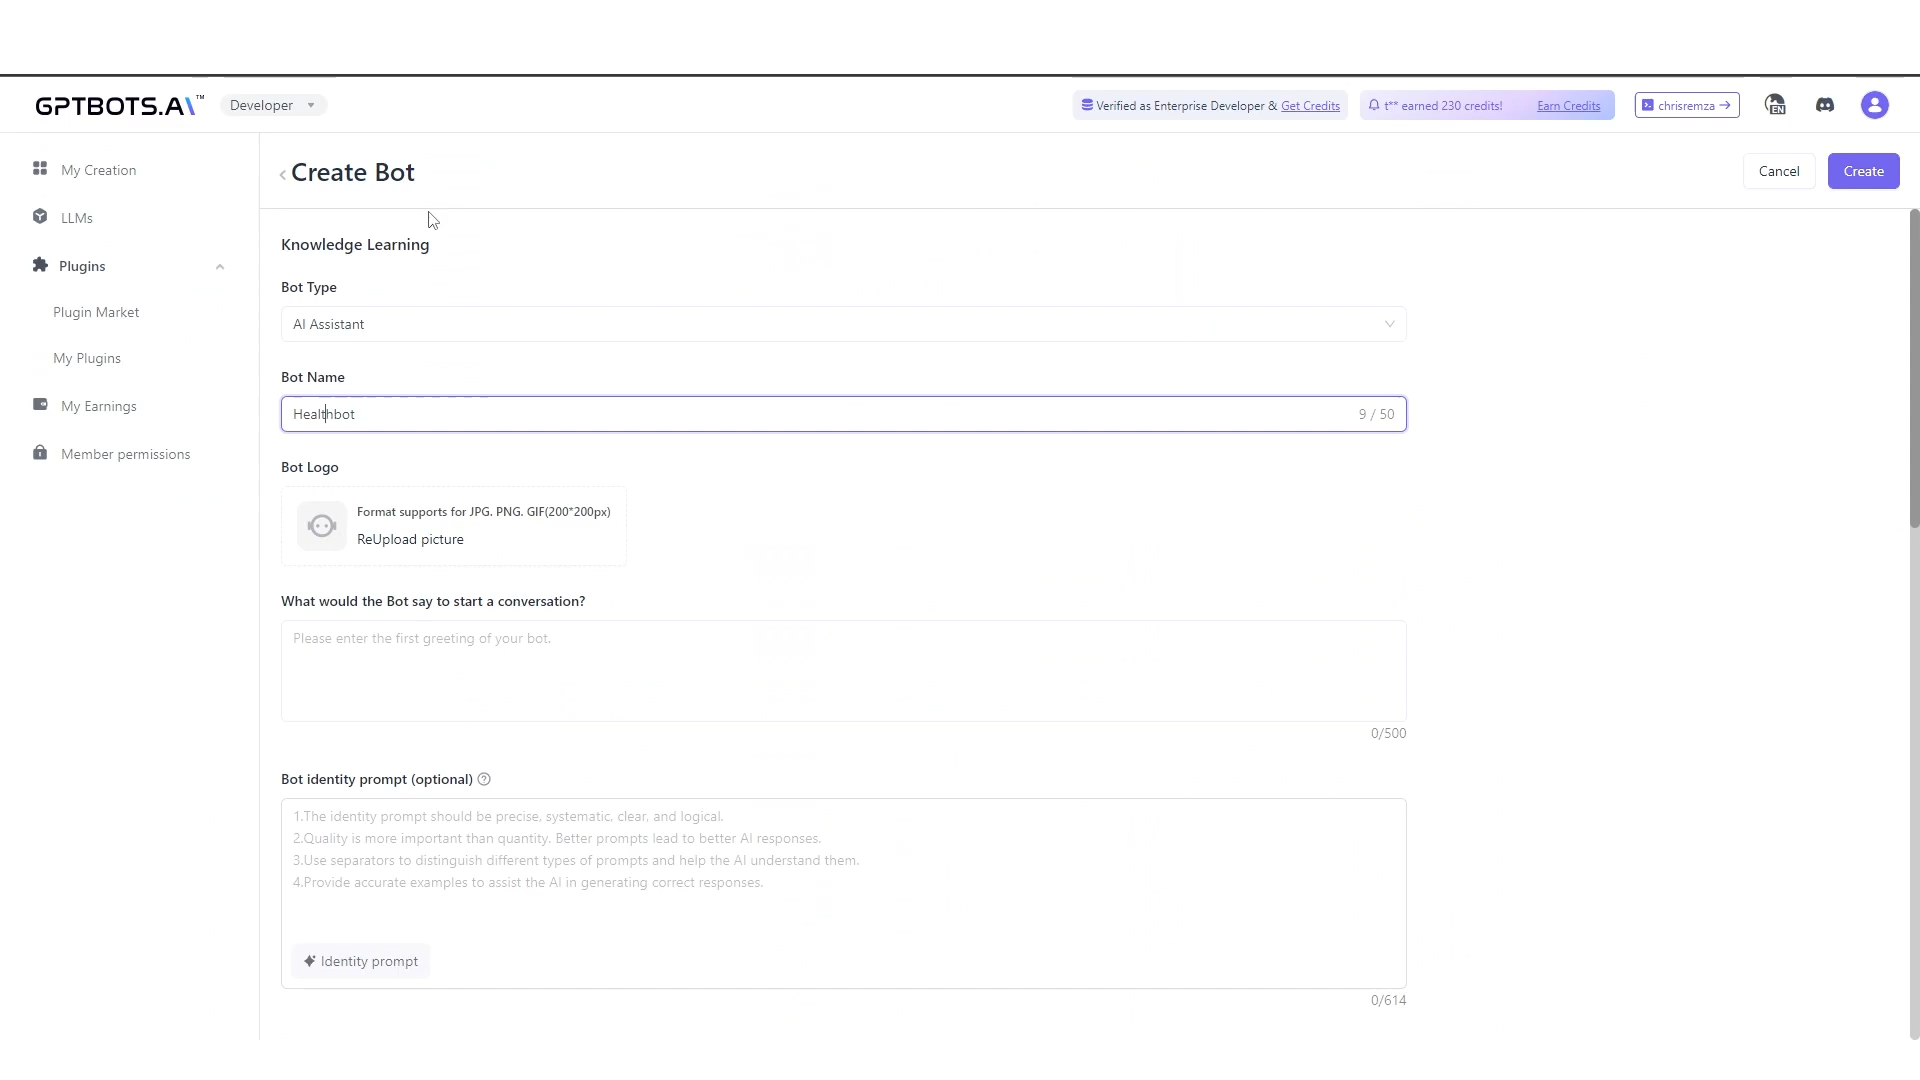 GPTBOTS.AI™
Developer
Verified as Enterprise Developer & Get Credits
t** earned 230 credits!
Earn Credits
chrisremza →
EN
My Creation
LLMs
Plugins
Plugin Market
My Plugins
My Earnings
Member permissions
Create Bot
Cancel
Create
Knowledge Learning
Bot Type
AI Assistant
Bot Name
Healthbot
9 / 50
Bot Logo
Format supports for JPG. PNG. GIF(200*200px)
ReUpload picture
What would the Bot say to start a conversation?
Please enter the first greeting of your bot.
0/500
Bot identity prompt (optional) ?
1.The identity prompt should be precise, systematic, clear, and logical.
2.Quality is more important than quantity. Better prompts lead to better AI responses.
3.Use separators to distinguish different types of prompts and help the AI understand them.
4.Provide accurate examples to assist the AI in generating correct responses.
Identity prompt
0/614